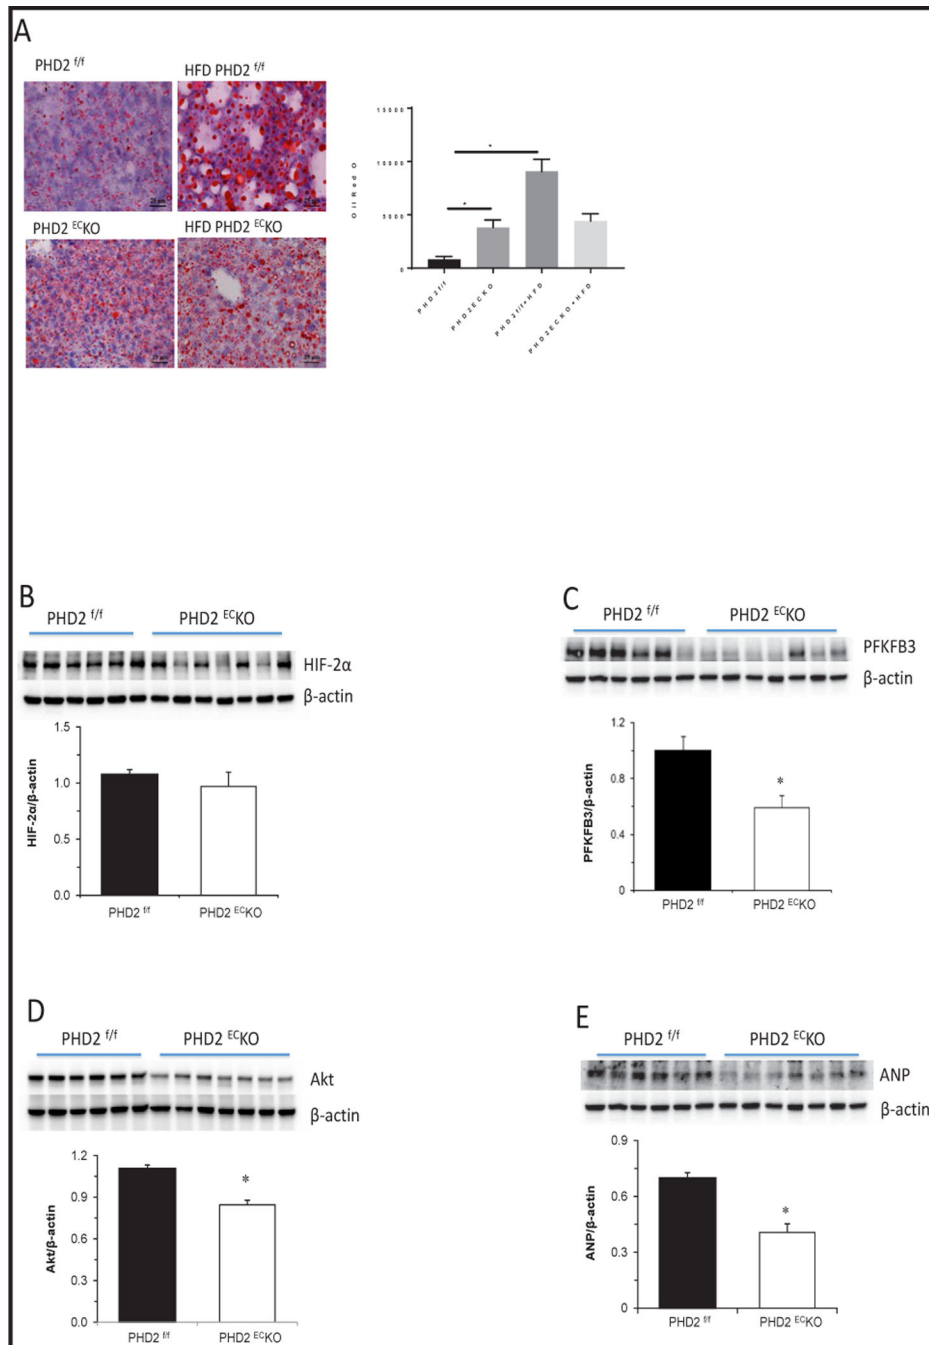 A
PHD2 f/f
HFD PHD2 f/f
PHD2 ECKO
HFD PHD2 ECKO
15000
10000
5000
0
Oil Red O
*
*
PHD2f/f
PHD2ECKO
PHD2f/f+HFD
PHD2ECKO+HFD
B
PHD2 f/f
PHD2 ECKO
HIF-2α
β-actin
1.5
1.0
0.5
0.0
HIF-2α/β-actin
PHD2 f/f
PHD2 ECKO
C
PHD2 f/f
PHD2 ECKO
PFKFB3
β-actin
1.2
0.8
0.4
0
PFKFB3/β-actin
*
PHD2 f/f
PHD2 ECKO
D
PHD2 f/f
PHD2 ECKO
Akt
β-actin
1.2
0.9
0.6
0.3
0.0
Akt/β-actin
*
PHD2 f/f
PHD2 ECKO
E
PHD2 f/f
PHD2 ECKO
ANP
β-actin
0.9
0.6
0.3
0
ANP/β-actin
*
PHD2 f/f
PHD2 ECKO